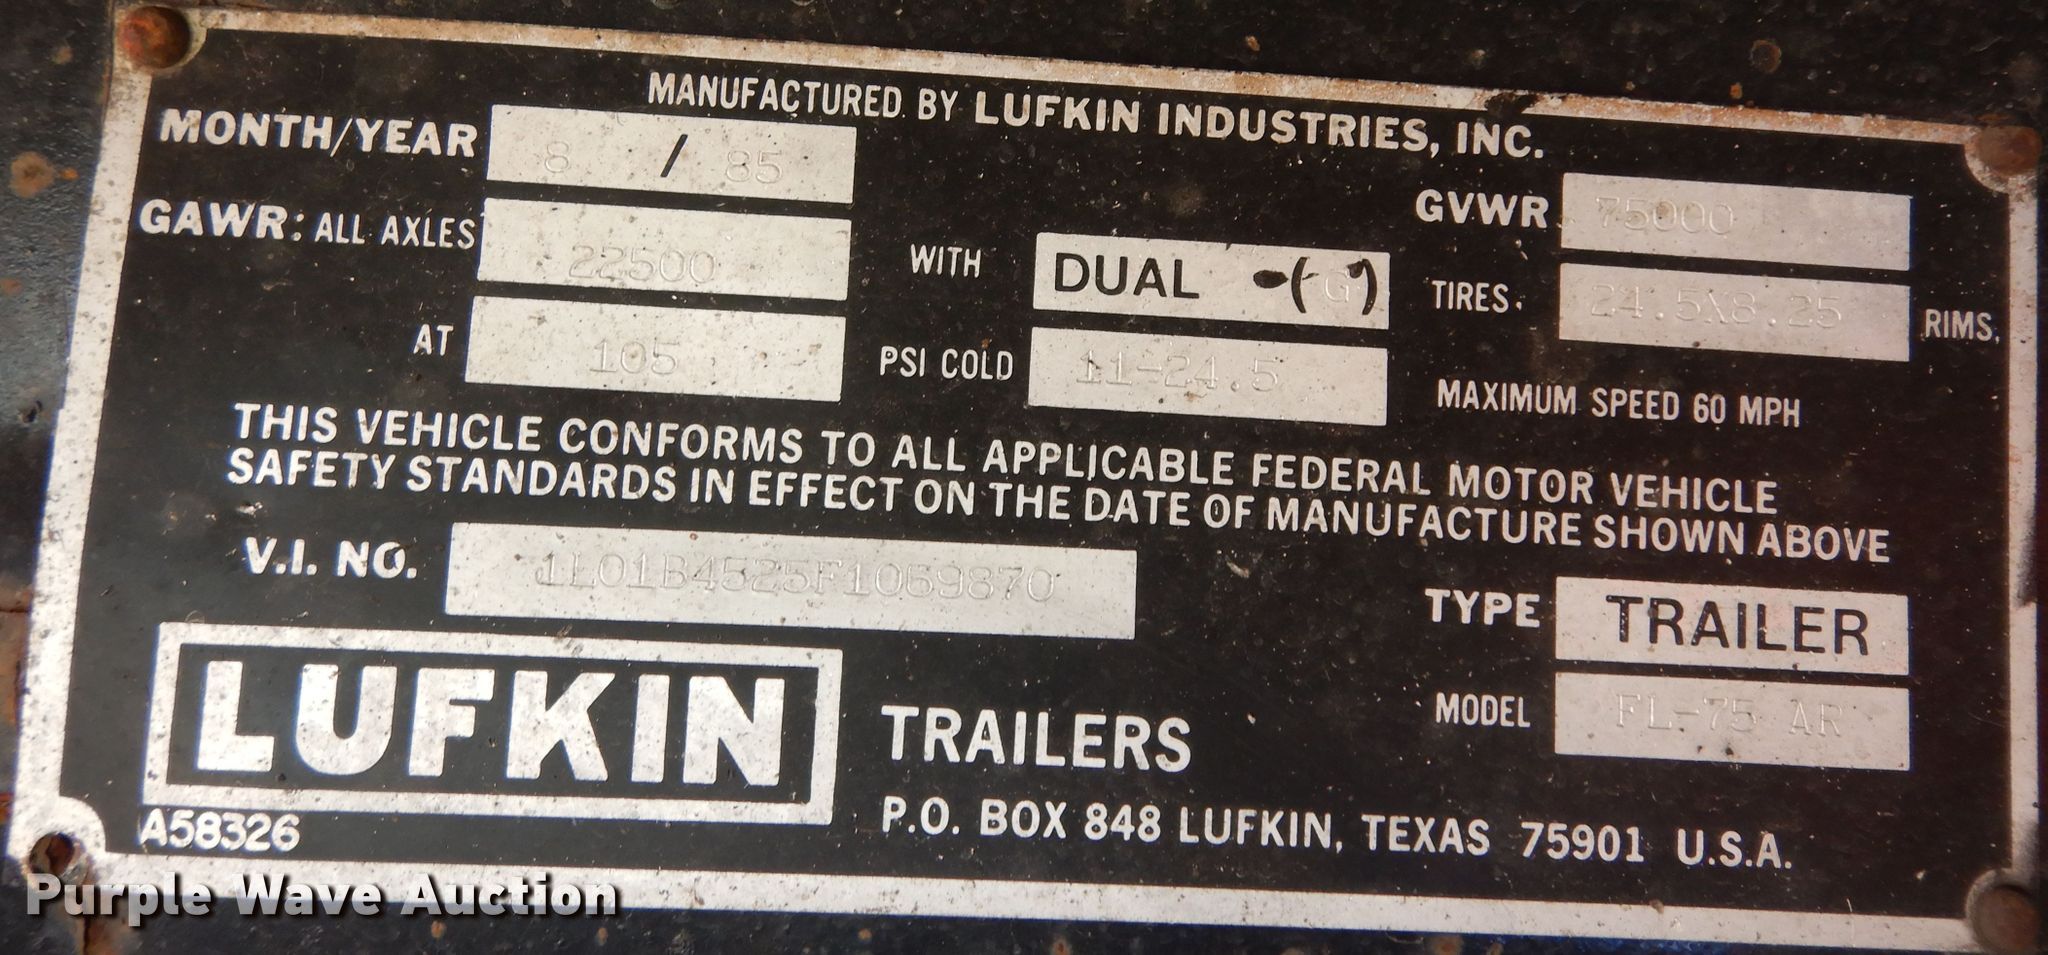 MANUFACTURED BY LUFKIN INDUSTRIES, INC.
MONTH/YEAR 8 / 85
GVWR 75000
GAWR: ALL AXLES 22500 WITH DUAL -(G) TIRES. 24.5X8.25 RIMS.
AT 105 PSI COLD 11-24.5 MAXIMUM SPEED 60 MPH
THIS VEHICLE CONFORMS TO ALL APPLICABLE FEDERAL MOTOR VEHICLE
SAFETY STANDARDS IN EFFECT ON THE DATE OF MANUFACTURE SHOWN ABOVE
V.I. NO. 1L01B4525F1069870
TYPE TRAILER
MODEL FL-75 AR
LUFKIN TRAILERS
P.O. BOX 848 LUFKIN, TEXAS 75901 U.S.A.
A58326
Purple Wave Auction